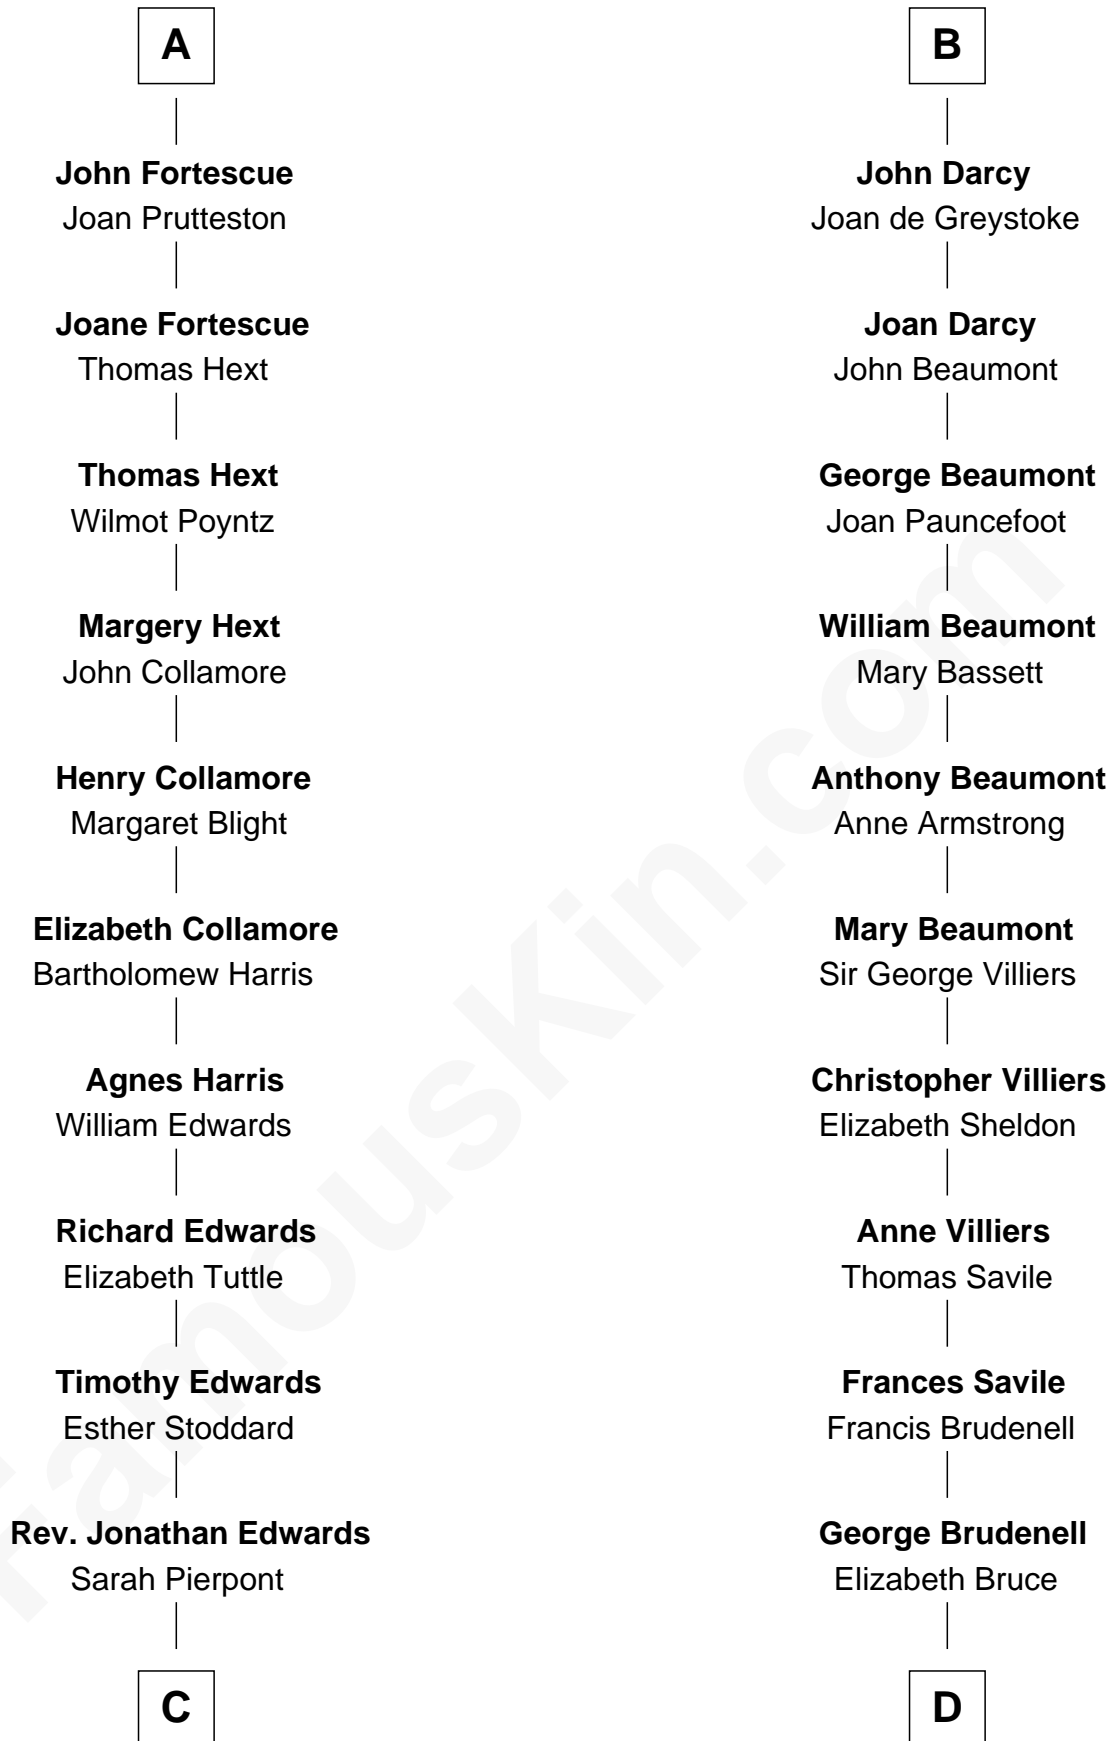 A
John Fortescue
Joan Prutteston
Joane Fortescue
Thomas Hext
Thomas Hext
Wilmot Poyntz
Margery Hext
John Collamore
Henry Collamore
Margaret Blight
Elizabeth Collamore
Bartholomew Harris
Agnes Harris
William Edwards
Richard Edwards
Elizabeth Tuttle
Timothy Edwards
Esther Stoddard
Rev. Jonathan Edwards
Sarah Pierpont
C
B
John Darcy
Joan de Greystoke
Joan Darcy
John Beaumont
George Beaumont
Joan Pauncefoot
William Beaumont
Mary Bassett
Anthony Beaumont
Anne Armstrong
Mary Beaumont
Sir George Villiers
Christopher Villiers
Elizabeth Sheldon
Anne Villiers
Thomas Savile
Frances Savile
Francis Brudenell
George Brudenell
Elizabeth Bruce
D
FamousKin.com